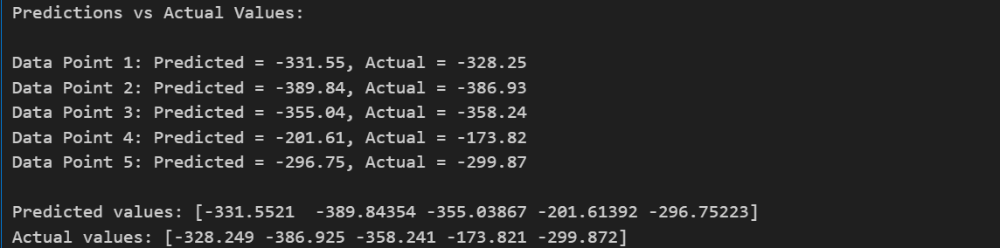 Predictions vs Actual Values:
Data Point 1: Predicted = -331.55, Actual = -328.25
Data Point 2: Predicted = -389.84, Actual = -386.93
Data Point 3: Predicted = -355.04, Actual = -358.24
Data Point 4: Predicted = -201.61, Actual = -173.82
Data Point 5: Predicted = -296.75, Actual = -299.87
Predicted values: [-331.5521  -389.84354 -355.03867 -201.61392 -296.75223]
Actual values: [-328.249 -386.925 -358.241 -173.821 -299.872]